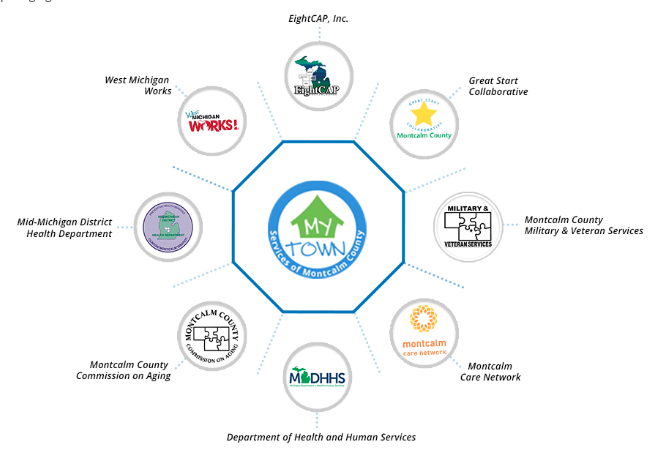 EightCAP, Inc.
EightCAP
West Michigan
Works
West
MICHIGAN
WORKS!
Great Start
Collaborative
GREAT START
COLLABORATIVE
Montcalm County
Mid-Michigan District
Health Department
MY
TOWN
Services of Montcalm County
MILITARY &
VETERAN SERVICES
Montcalm County
Military & Veteran Services
MONTCALM COUNTY
COMMISSION ON AGING
Montcalm County
Commission on Aging
montcalm
care network
Montcalm
Care Network
MDHHS
Department of Health and Human Services